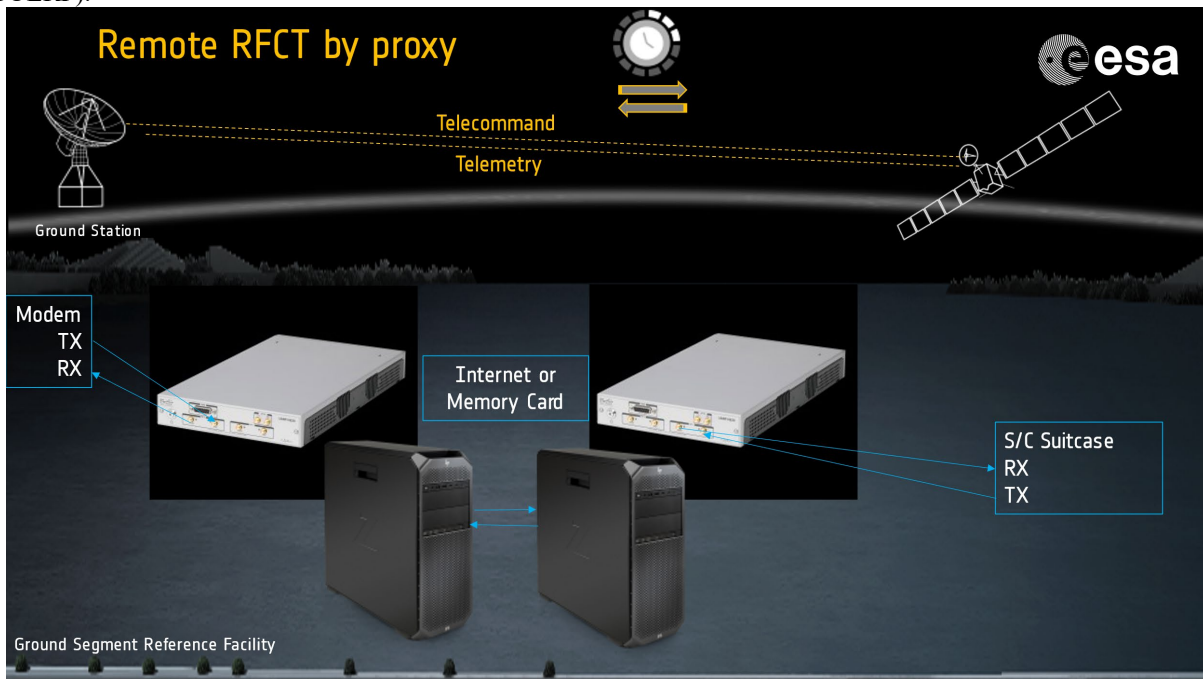 Remote RFCT by proxy
esa
Telecommand
Telemetry
Ground Station
Modem
TX
RX
Internet or
Memory Card
S/C Suitcase
RX
TX
Ground Segment Reference Facility